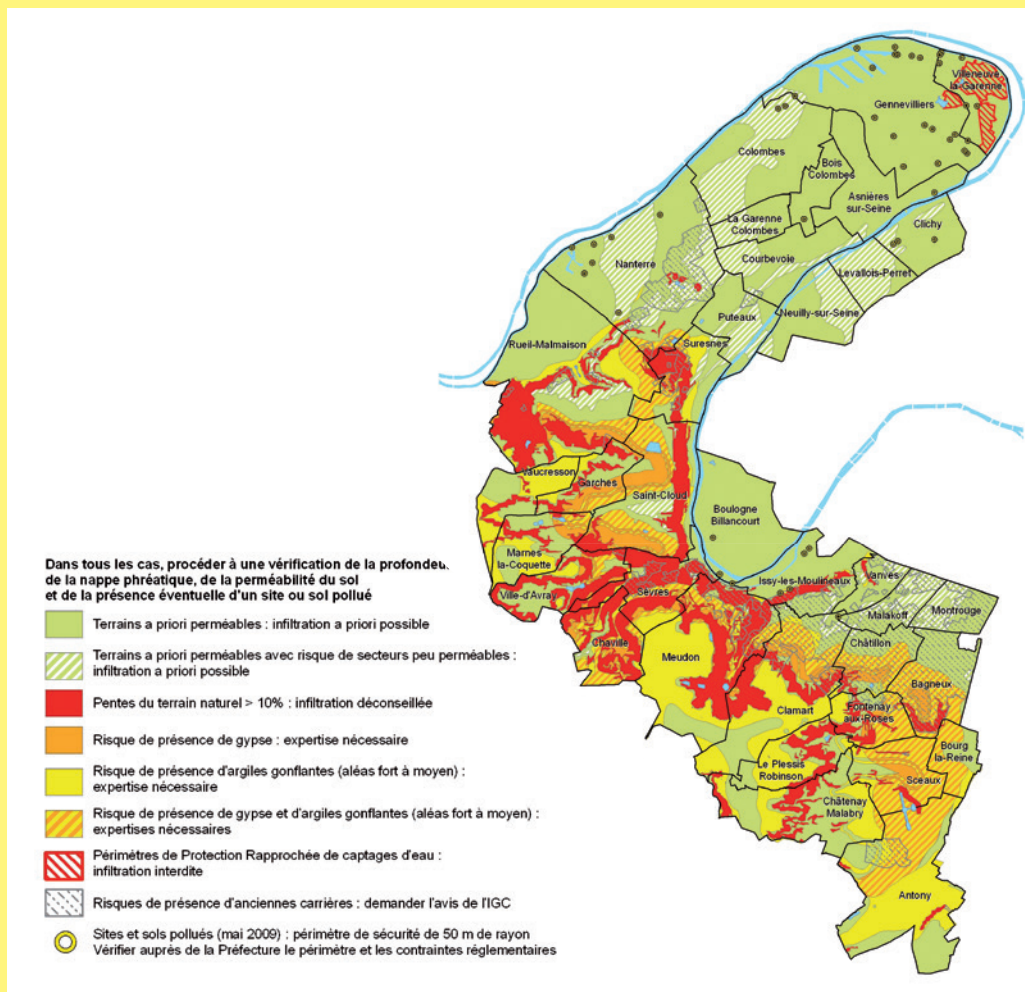 Villeneuve
la-Garenne
Gennevilliers
Colombes
Bois
Colombes
Asnières
sur-Seine
La Garenne
Colombes
Clichy
Courbevoie
Nanterre
Levallois-Perret
Puteaux
Neuilly-sur-Seine
Rueil-Malmaison
Suresnes
Vaucresson
Garches
Saint-Cloud
Boulogne
Billancourt
Marnes
la-Coquette
Ville-d'Avray
Sèvres
Issy-les-Moulineaux
Vanves
Malakoff
Montrouge
Chaville
Meudon
Châtillon
Bagneux
Clamart
Fontenay
aux-Roses
Bourg
la-Reine
Le Plessis
Robinson
Sceaux
Châtenay
Malabry
Antony
Dans tous les cas, procéder à une vérification de la profondeu.
de la nappe phréatique, de la perméabilité du sol
et de la présence éventuelle d'un site ou sol pollué
Terrains a priori perméables : infiltration a priori possible
Terrains a priori perméables avec risque de secteurs peu perméables :
infiltration a priori possible
Pentes du terrain naturel > 10% : infiltration déconseillée
Risque de présence de gypse : expertise nécessaire
Risque de présence d'argiles gonflantes (aléas fort à moyen) :
expertise nécessaire
Risque de présence de gypse et d'argiles gonflantes (aléas fort à moyen) :
expertises nécessaires
Périmètres de Protection Rapprochée de captages d'eau :
infiltration interdite
Risques de présence d'anciennes carrières : demander l'avis de l'IGC
Sites et sols pollués (mai 2009) : périmètre de sécurité de 50 m de rayon
Vérifier auprès de la Préfecture le périmètre et les contraintes réglementaires